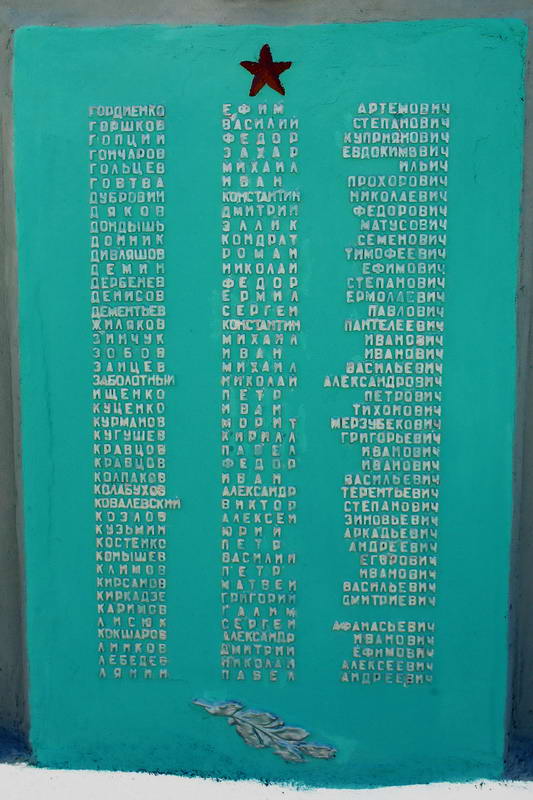 ГОРДИЕНКО ЕФИМ АРТЕМОВИЧ
ГОРШКОВ ВАСИЛИЙ СТЕПАНОВИЧ
ГОПЦИЙ ФЕДОР КУПРИЯНОВИЧ
ГОНЧАРОВ ЗАХАР ЕВДОКИМОВИЧ
ГОЛЬЦЕВ МИХАИЛ ИЛЬИЧ
ГОВТВА ИВАН ПРОХОРОВИЧ
ДУБРОВИН КОНСТАНТИН НИКОЛАЕВИЧ
ДЯКОВ ДМИТРИЙ ФЕДОРОВИЧ
ДОНДЫШЬ ЭЛЛИК МАТУСОВИЧ
ДОЙНИК КОНДРАТ СЕМЕНОВИЧ
ДИВЛЯШОВ РОМАН ТИМОФЕЕВИЧ
ДЕМИН НИКОЛАЙ ЕФИМОВИЧ
ДЕРБЕНЕВ ФЕДОР СТЕПАНОВИЧ
ДЕНИСОВ ЕРМИЛ ЕРМОЛАЕВИЧ
ДЕМЕНТЬЕВ СЕРГЕЙ ПАВЛОВИЧ
ЖИЛЯКОВ КОНСТАНТИН ПАНТЕЛЕЕВИЧ
ЗИНЧУК МИХАИЛ ИВАНОВИЧ
ЗОБОВ ИВАН ИВАНОВИЧ
ЗАЙЦЕВ МИХАИЛ ВАСИЛЬЕВИЧ
ЗАБОЛОТНЫЙ НИКОЛАЙ АЛЕКСАНДРОВИЧ
ИЩЕНКО ПЕТР ПЕТРОВИЧ
КУЦЕНКО ИВАН ТИХОНОВИЧ
КУРМАНОВ МОРИТ МЕРЗУБЕКОВИЧ
КУГУШЕВ КИРИЛЛ ГРИГОРЬЕВИЧ
КРАВЦОВ ПАВЕЛ ИВАНОВИЧ
КРАВЦОВ ФЕДОР ИВАНОВИЧ
КОЛПАКОВ ИВАН ВАСИЛЬЕВИЧ
КОЛАБУХОВ АЛЕКСАНДР ТЕРЕНТЬЕВИЧ
КОВАЛЕВСКИЙ ВИКТОР СТЕПАНОВИЧ
КОЗЛОВ АЛЕКСЕЙ ЗИНОВЬЕВИЧ
КУЗЬМИН ЮРИЙ АРКАДЬЕВИЧ
КОСТЕНКО ПЕТР АНДРЕЕВИЧ
КОМЫШЕВ ВАСИЛИЙ ЕГОРОВИЧ
КЛИМОВ ПЕТР ИВАНОВИЧ
КИРСАНОВ МАТВЕЙ ВАСИЛЬЕВИЧ
КИРКАДЗЕ ГРИГОРИЙ ДМИТРИЕВИЧ
КАРИМОВ ГАЛИМ
ЛИСЮК СЕРГЕЙ АФАНАСЬЕВИЧ
КОКШАРОВ АЛЕКСАНДР ИВАНОВИЧ
ЛИНКОВ ДМИТРИЙ ЕФИМОВИЧ
ЛЕБЕДЕВ НИКОЛАЙ АЛЕКСЕЕВИЧ
ЛЯНИН ПАВЕЛ АНДРЕЕВИЧ